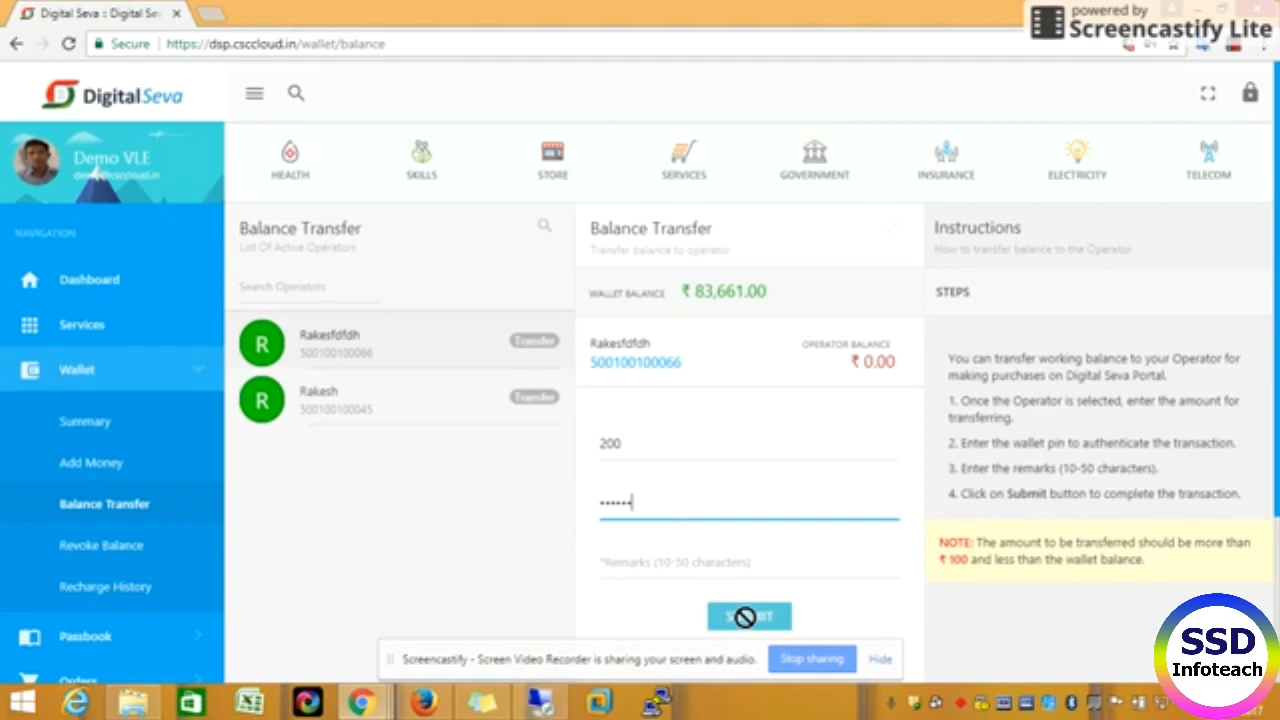 Digital Seva :: Digital Se
powered by
Screencastify Lite
Secure
https://dsp.csccloud.in/wallet/balance
DigitalSeva
Demo VLE
HEALTH
SKILLS
STORE
SERVICES
GOVERNMENT
INSURANCE
ELECTRICITY
TELECOM
NAVIGATION
Dashboard
Services
Wallet
Summary
Add Money
Balance Transfer
Revoke Balance
Recharge History
Passbook
Orders
Balance Transfer
List Of Active Operators
Search Operators
R
Rakesfdfdh
500100100066
Transfer
R
Rakesh
500100100045
Transfer
Balance Transfer
Transfer balance to operator
WALLET BALANCE ₹ 83,661.00
Rakesfdfdh
500100100066
OPERATOR BALANCE
₹ 0.00
200
••••••
*Remarks (10-50 characters)
Instructions
How to transfer balance to the Operator
STEPS
You can transfer working balance to your Operator for
making purchases on Digital Seva Portal.
1. Once the Operator is selected, enter the amount for
transferring.
2. Enter the wallet pin to authenticate the transaction.
3. Enter the remarks (10-50 characters).
4. Click on Submit button to complete the transaction.
NOTE: The amount to be transferred should be more than
₹ 100 and less than the wallet balance.
Screencastify - Screen Video Recorder is sharing your screen and audio.
Stop sharing
Hide
SSD
Infoteach